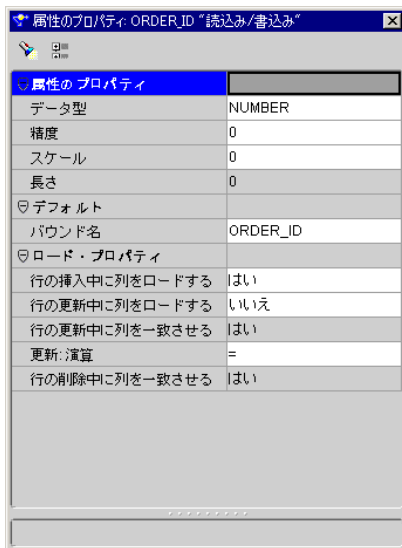 属性のプロパティ: ORDER_ID "読込み/書込み"
属性のプロパティ
データ型 NUMBER
精度 0
スケール 0
長さ 0
デフォルト
バウンド名 ORDER_ID
ロード・プロパティ
行の挿入中に列をロードする はい
行の更新中に列をロードする いいえ
行の更新中に列を一致させる はい
更新: 演算 =
行の削除中に列を一致させる はい